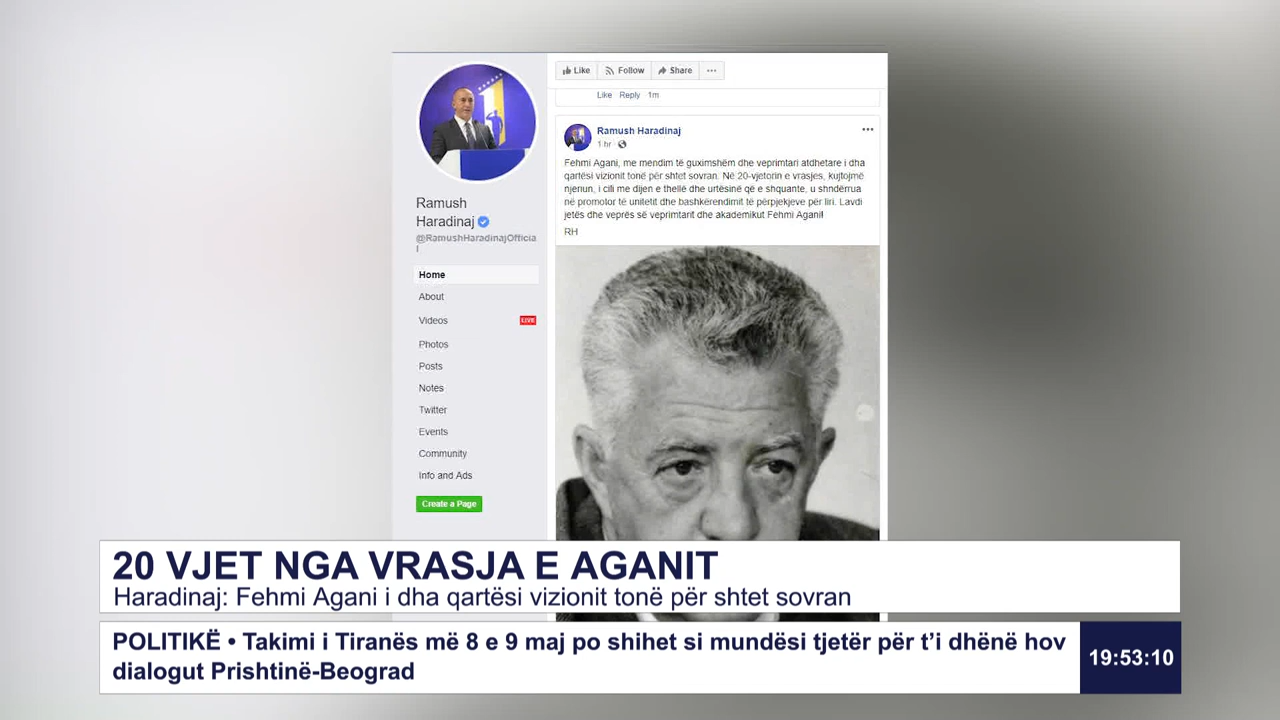 Like Follow Share ...
Like Reply 1m
Ramush Haradinaj
1 hr
Fehmi Agani, me mendim të guximshëm dhe veprimtari atdhetare i dha
qartësi vizionit tonë për shtet sovran. Në 20-vjetorin e vrasjes, kujtojmë
njeriun, i cili me dijen e thellë dhe urtësinë që e shquante, u shndërrua
në promotor të unitetit dhe bashkërendimit të përpjekjeve për liri. Lavdi
jetës dhe veprës së veprimtarit dhe akademikut Fehmi Agani!
RH
Ramush
Haradinaj
@RamushHaradinajOfficia
l
Home
About
Videos LIVE
Photos
Posts
Notes
Twitter
Events
Community
Info and Ads
Create a Page
20 VJET NGA VRASJA E AGANIT
Haradinaj: Fehmi Agani i dha qartësi vizionit tonë për shtet sovran
POLITIKË • Takimi i Tiranës më 8 e 9 maj po shihet si mundësi tjetër për t'i dhënë hov
dialogut Prishtinë-Beograd
19:53:10